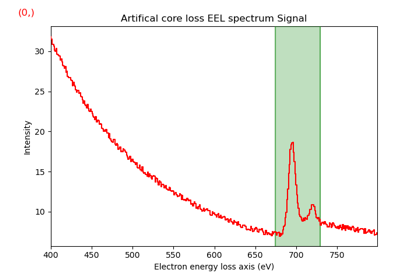 (0,)
Artifical core loss EEL spectrum Signal
30
25
20
15
10
Intensity
400 450 500 550 600 650 700 750
Electron energy loss axis (eV)